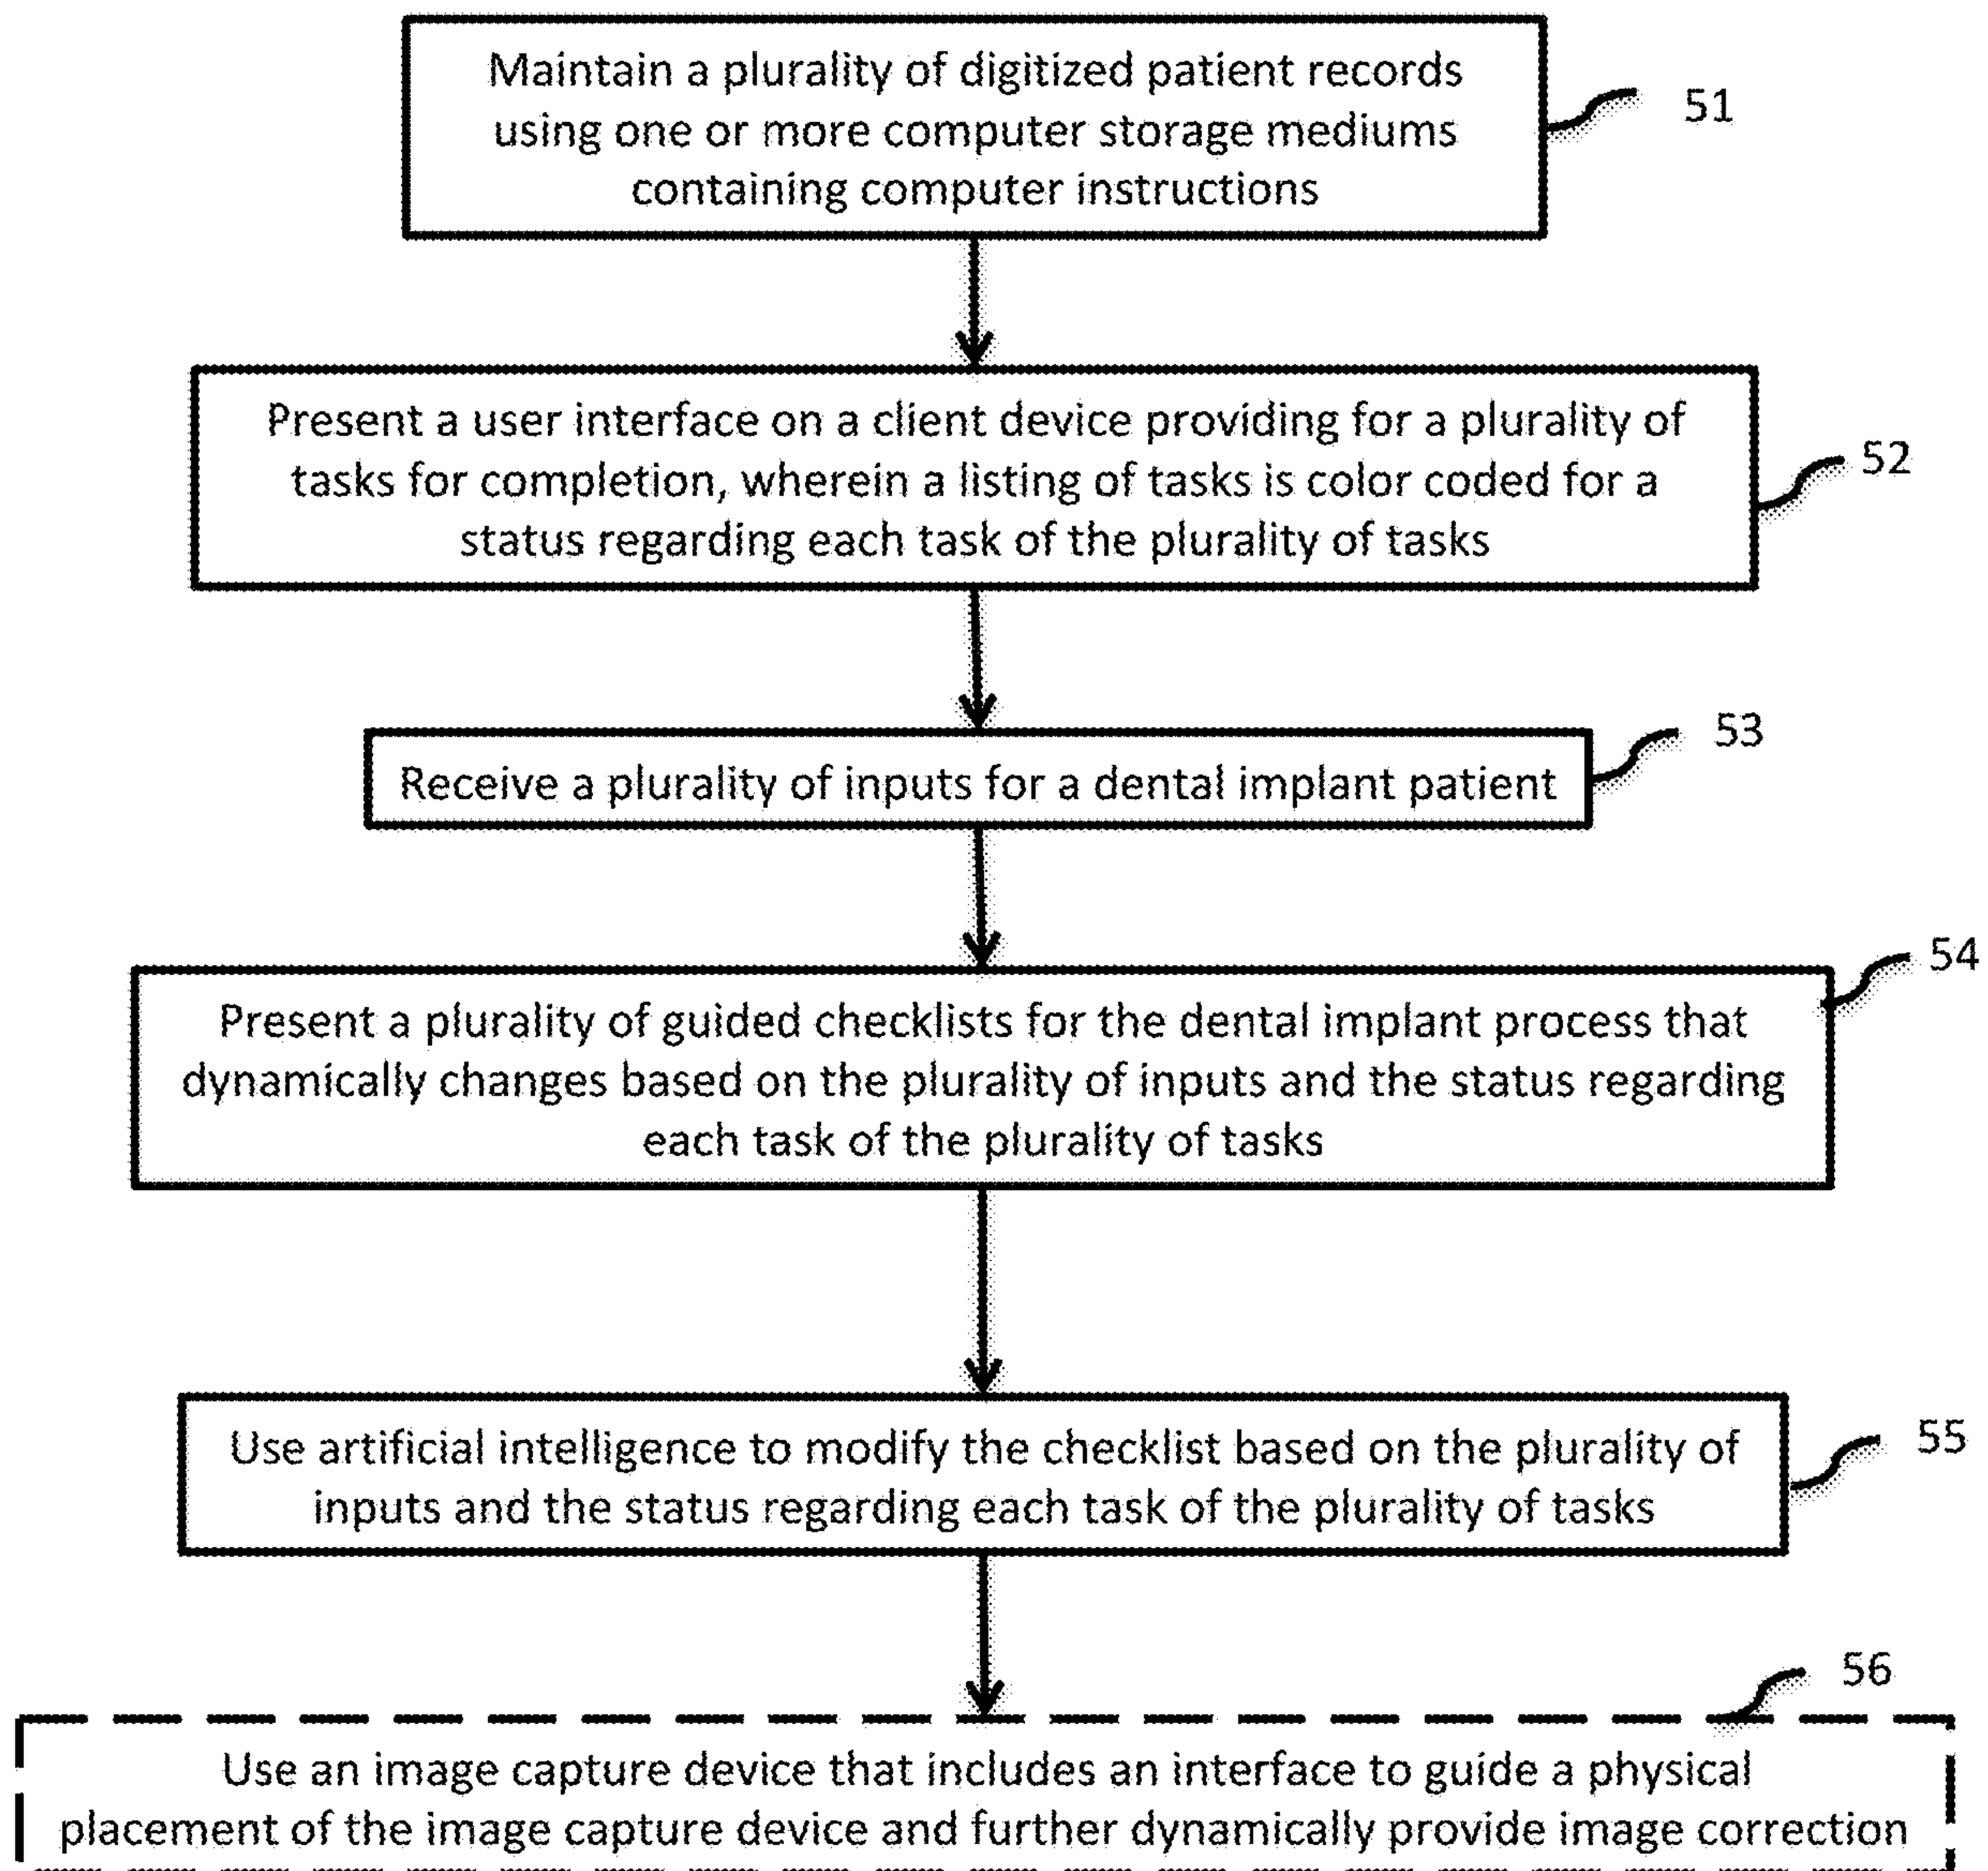 Maintain a plurality of digitized patient records
using one or more computer storage mediums
containing computer instructions
51
Present a user interface on a client device providing for a plurality of
tasks for completion, wherein a listing of tasks is color coded for a
status regarding each task of the plurality of tasks
52
Receive a plurality of inputs for a dental implant patient
53
Present a plurality of guided checklists for the dental implant process that
dynamically changes based on the plurality of inputs and the status regarding
each task of the plurality of tasks
54
Use artificial intelligence to modify the checklist based on the plurality of
inputs and the status regarding each task of the plurality of tasks
55
Use an image capture device that includes an interface to guide a physical
placement of the image capture device and further dynamically provide image correction
56